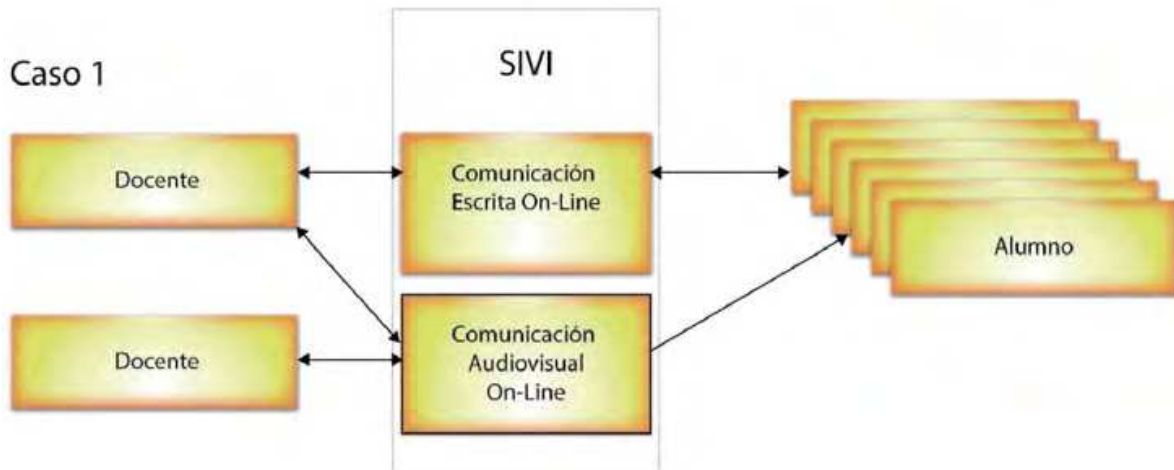 Caso 1
SIVI
Docente
Comunicación
Escrita On-Line
Alumno
Docente
Comunicación
Audiovisual
On-Line